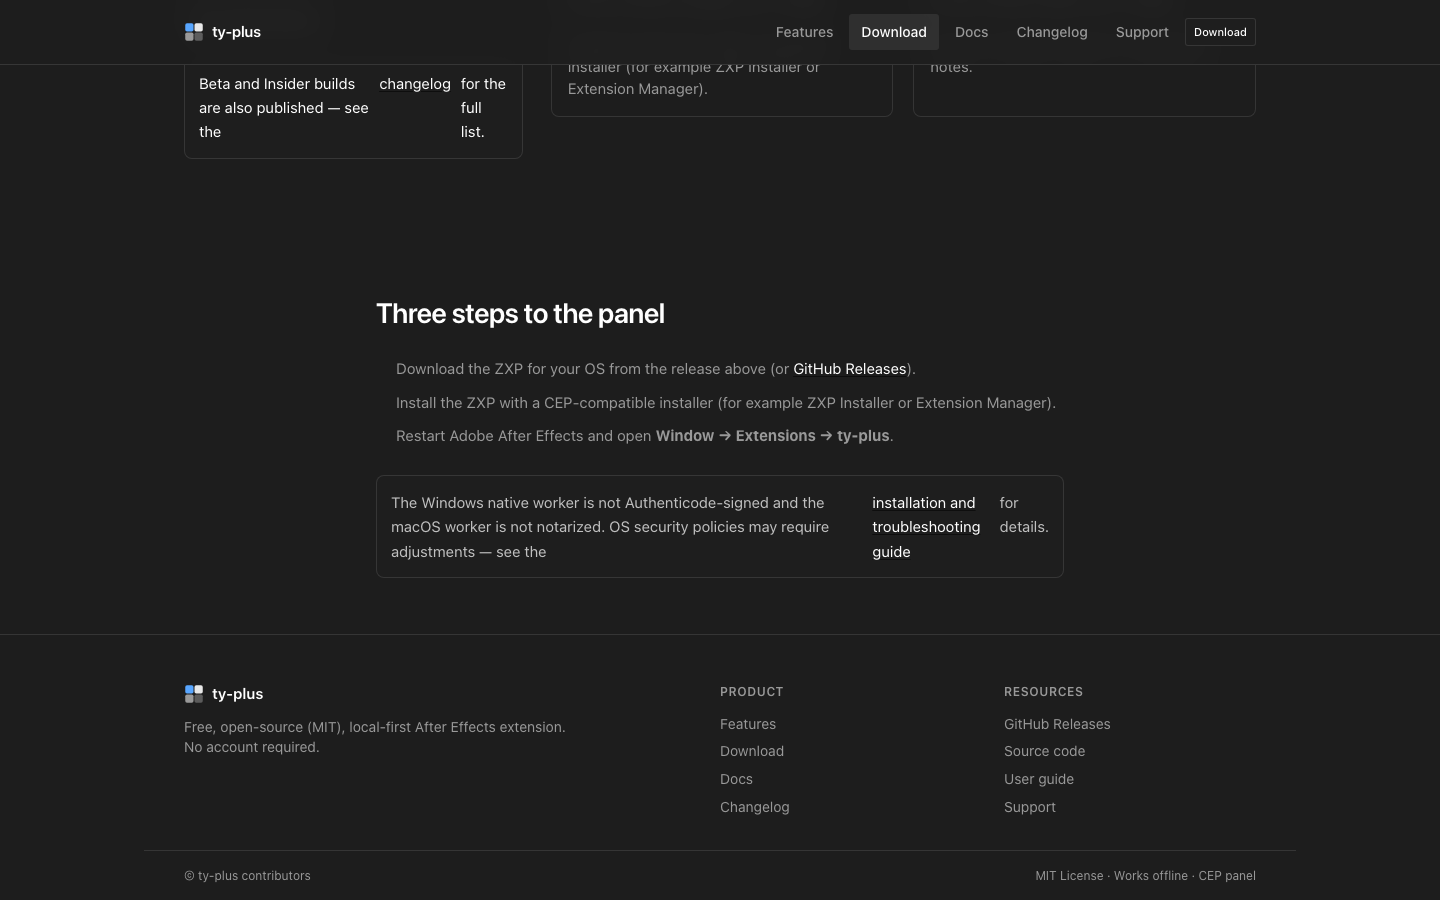 ty-plus
Features
Download
Docs
Changelog
Support
Download
Beta and Insider builds
are also published — see
the
changelog
for the
full
list.
installer (for example ZXP Installer or
Extension Manager).
notes.
Three steps to the panel
Download the ZXP for your OS from the release above (or GitHub Releases).
Install the ZXP with a CEP-compatible installer (for example ZXP Installer or Extension Manager).
Restart Adobe After Effects and open Window → Extensions → ty-plus.
The Windows native worker is not Authenticode-signed and the
macOS worker is not notarized. OS security policies may require
adjustments — see the
installation and
troubleshooting
guide
for
details.
ty-plus
Free, open-source (MIT), local-first After Effects extension.
No account required.
PRODUCT
Features
Download
Docs
Changelog
RESOURCES
GitHub Releases
Source code
User guide
Support
© ty-plus contributors
MIT License · Works offline · CEP panel